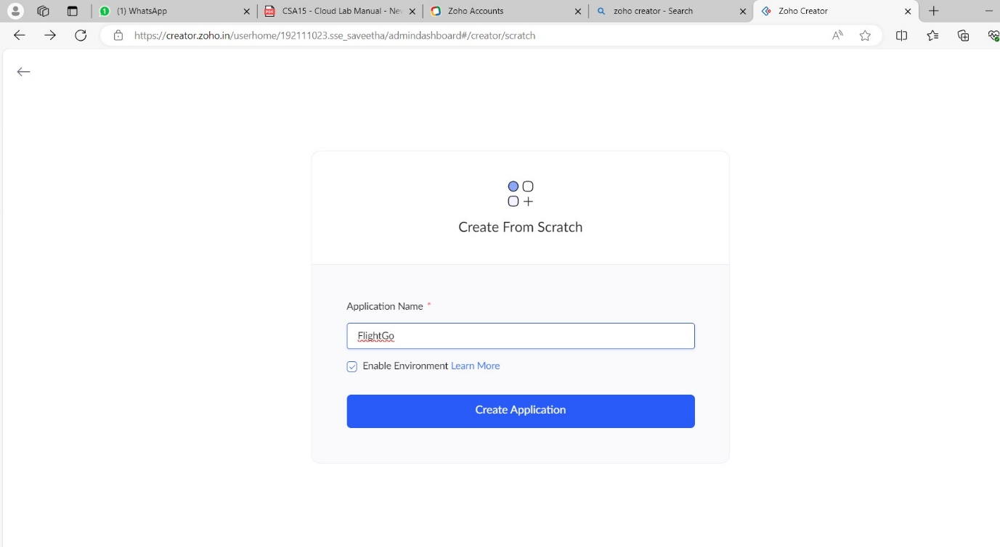 (1) WhatsApp
CSA15 - Cloud Lab Manual - Nev
Zoho Accounts
zoho creator - Search
Zoho Creator
https://creator.zoho.in/userhome/192111023.sse_saveetha/admindashboard#/creator/scratch
Create From Scratch
Application Name *
FlightGo
Enable Environment Learn More
Create Application